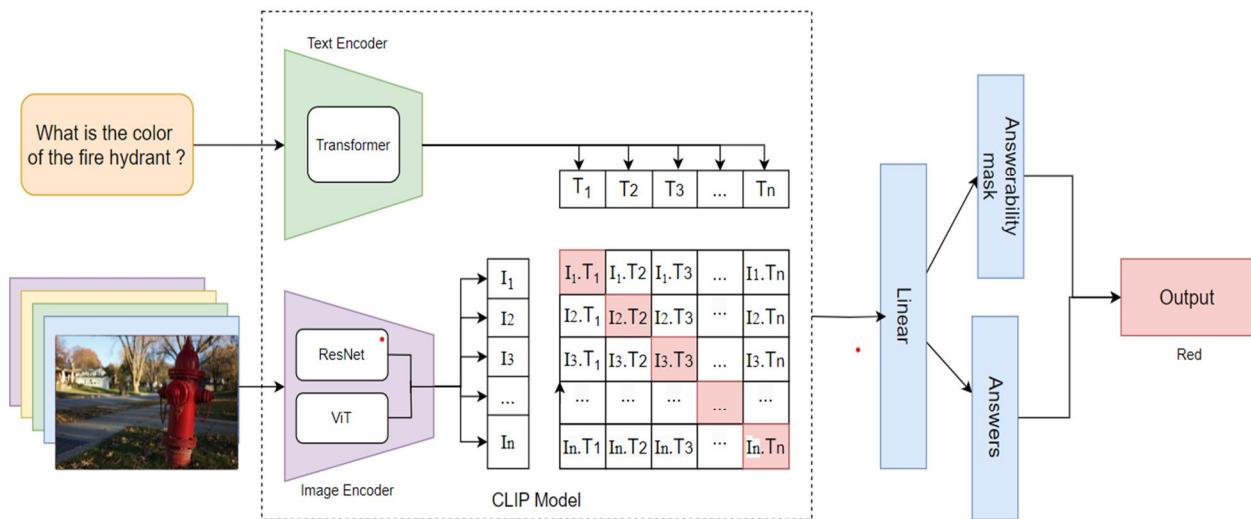 Text Encoder
What is the color
of the fire hydrant ?
Transformer
T1 T2 T3 ... Tn
I1
I2
I3
...
In
I1.T1 I1.T2 I1.T3 ... I1.Tn
I2.T1 I2.T2 I2.T3 ... I2.Tn
I3.T1 I3.T2 I3.T3 ... I3.Tn
... ... ... ... ...
In.T1 In.T2 In.T3 ... In.Tn
ResNet
ViT
Image Encoder
CLIP Model
Linear
Answerability
mask
Answers
Output
Red